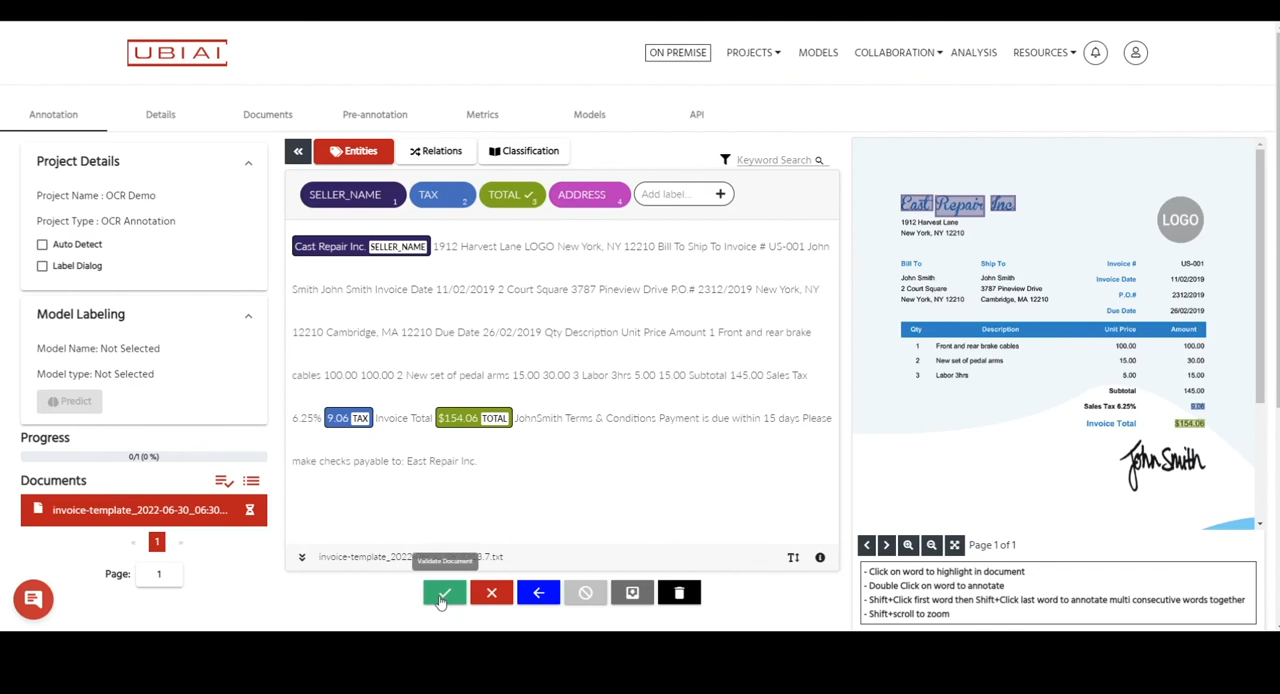 UBIAI
ON PREMISE PROJECTS MODELS COLLABORATION ANALYSIS RESOURCES
Annotation Details Documents Pre-annotation Metrics Models API
Project Details
Project Name : OCR Demo
Project Type : OCR Annotation
Auto Detect
Label Dialog
Model Labeling
Model Name: Not Selected
Model type: Not Selected
Predict
Progress
0/1 (0 %)
Documents
invoice-template_2022-06-30_06:30...
« 1 »
Page: 1
« Entities Relations Classification
Keyword Search
SELLER_NAME 1 TAX 2 TOTAL 3 ADDRESS 4 Add label... +
Cast Repair Inc. SELLER_NAME 1912 Harvest Lane LOGO New York, NY 12210 Bill To Ship To Invoice # US-001 John
Smith John Smith Invoice Date 11/02/2019 2 Court Square 3787 Pineview Drive P.O.# 2312/2019 New York, NY
12210 Cambridge, MA 12210 Due Date 26/02/2019 Qty Description Unit Price Amount 1 Front and rear brake
cables 100.00 100.00 2 New set of pedal arms 15.00 30.00 3 Labor 3hrs 5.00 15.00 Subtotal 145.00 Sales Tax
6.25% 9.06 TAX Invoice Total $154.06 TOTAL JohnSmith Terms & Conditions Payment is due within 15 days Please
make checks payable to: East Repair Inc.
invoice-template_2022 3.7.txt
Validate Document
East Repair Inc
1912 Harvest Lane
New York, NY 12210
LOGO
Bill To Ship To Invoice # US-001
John Smith John Smith Invoice Date 11/02/2019
2 Court Square 3787 Pineview Drive P.O.# 2312/2019
New York, NY 12210 Cambridge, MA 12210 Due Date 26/02/2019
Qty Description Unit Price Amount
1 Front and rear brake cables 100.00 100.00
2 New set of pedal arms 15.00 30.00
3 Labor 3hrs 5.00 15.00
Subtotal 145.00
Sales Tax 6.25% 9.06
Invoice Total $154.06
John Smith
Page 1 of 1
- Click on word to highlight in document
- Double Click on word to annotate
- Shift+Click first word then Shift+Click last word to annotate multi consecutive words together
- Shift+scroll to zoom